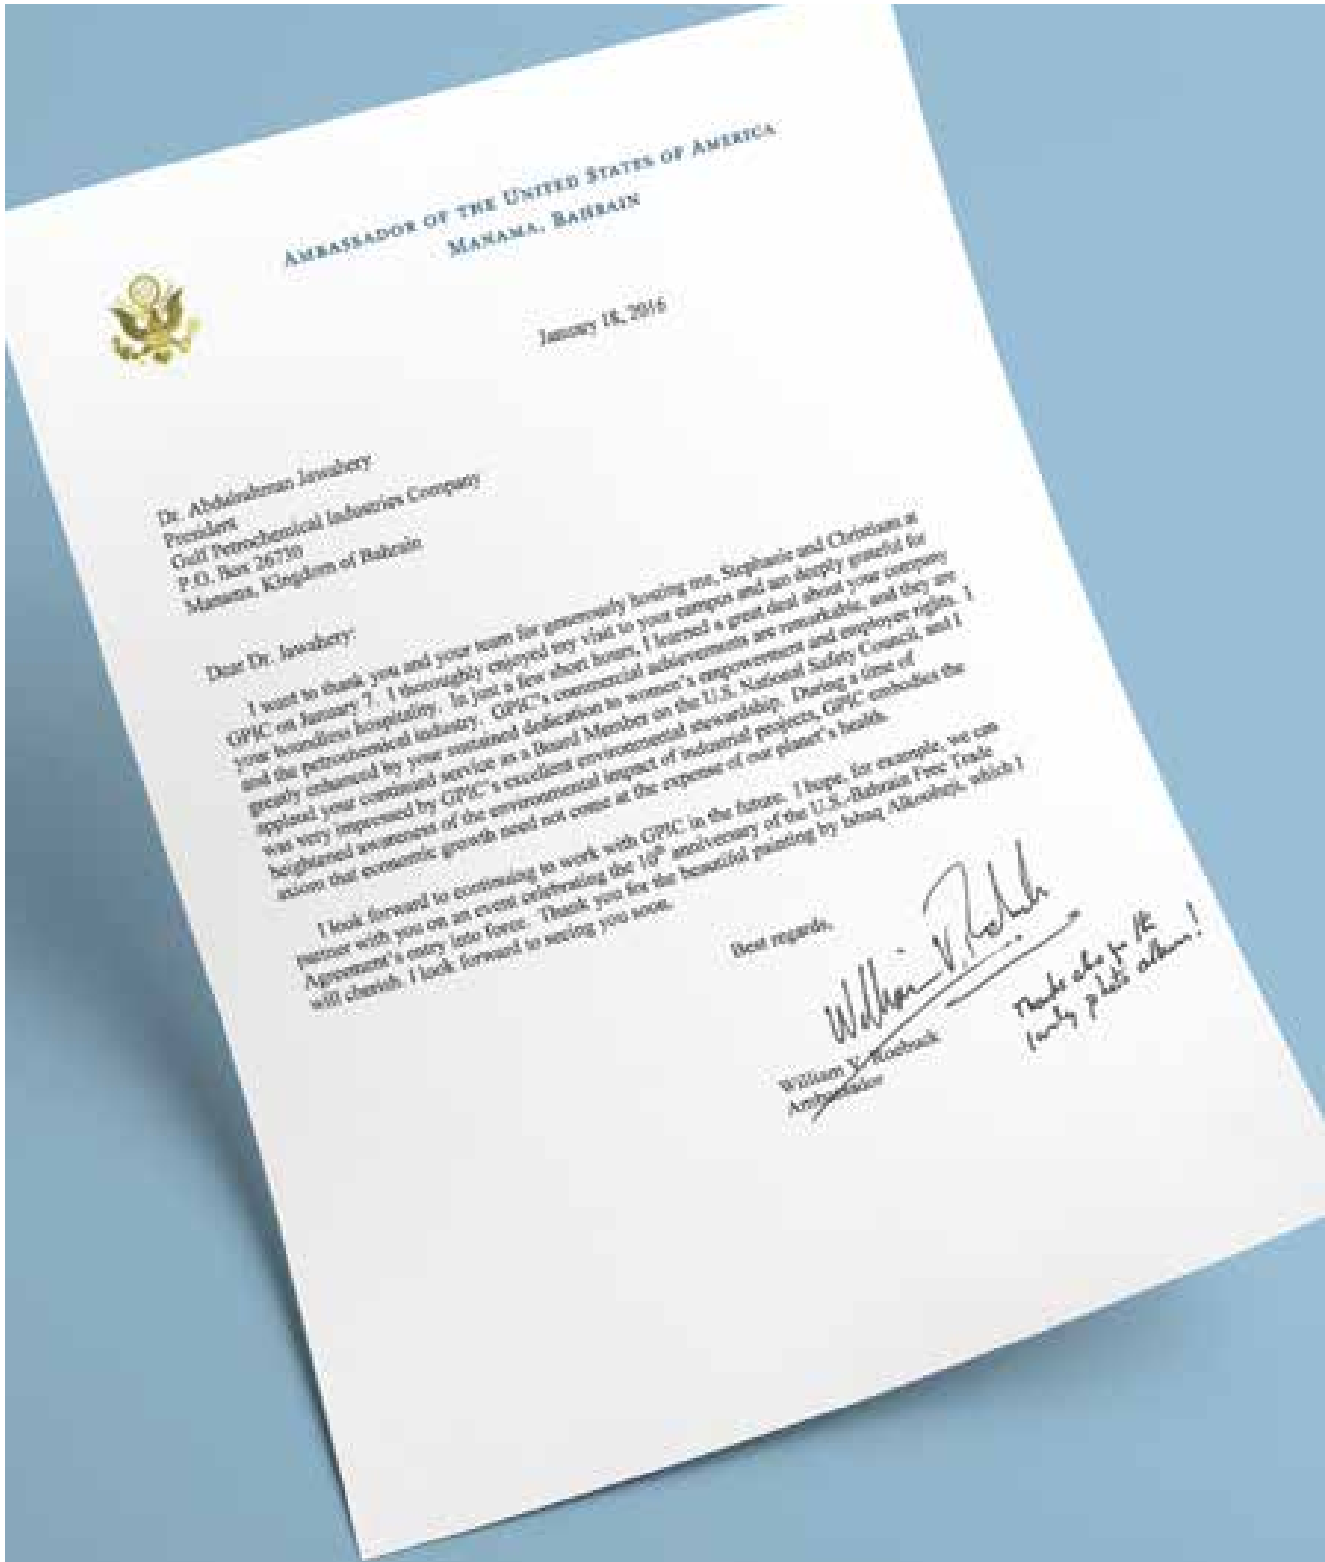 AMBASSADOR OF THE UNITED STATES OF AMERICA
MANAMA, BAHRAIN
January 18, 2016
Dr. Abdulrahman Jawahery
President
Gulf Petrochemical Industries Company
P.O. Box 26730
Manama, Kingdom of Bahrain
Dear Dr. Jawahery:
I want to thank you and your team for generously hosting me, Stephanie and Christiana at
GPIC on January 7. I thoroughly enjoyed my visit to your campus and am deeply grateful for
your boundless hospitality. In just a few short hours, I learned a great deal about your company
and the petrochemical industry. GPIC's commercial achievements are remarkable, and they are
greatly enhanced by your sustained dedication to women's empowerment and employee rights. I
applaud your continued service as a Board Member on the U.S. National Safety Council, and I
was very impressed by GPIC's excellent environmental stewardship. During a time of
heightened awareness of the environmental impact of industrial projects, GPIC embodies the
axiom that economic growth need not come at the expense of our planet's health.
I look forward to continuing to work with GPIC in the future. I hope, for example, we can
partner with you on an event celebrating the 10th anniversary of the U.S.-Bahrain Free Trade
Agreement's entry into force. Thank you for the beautiful painting by Ishaq Alkooheji, which I
will cherish. I look forward to seeing you soon.
Best regards,
William V. Roebuck
William V. Roebuck
Ambassador
Thanks also for the
lovely photo album!